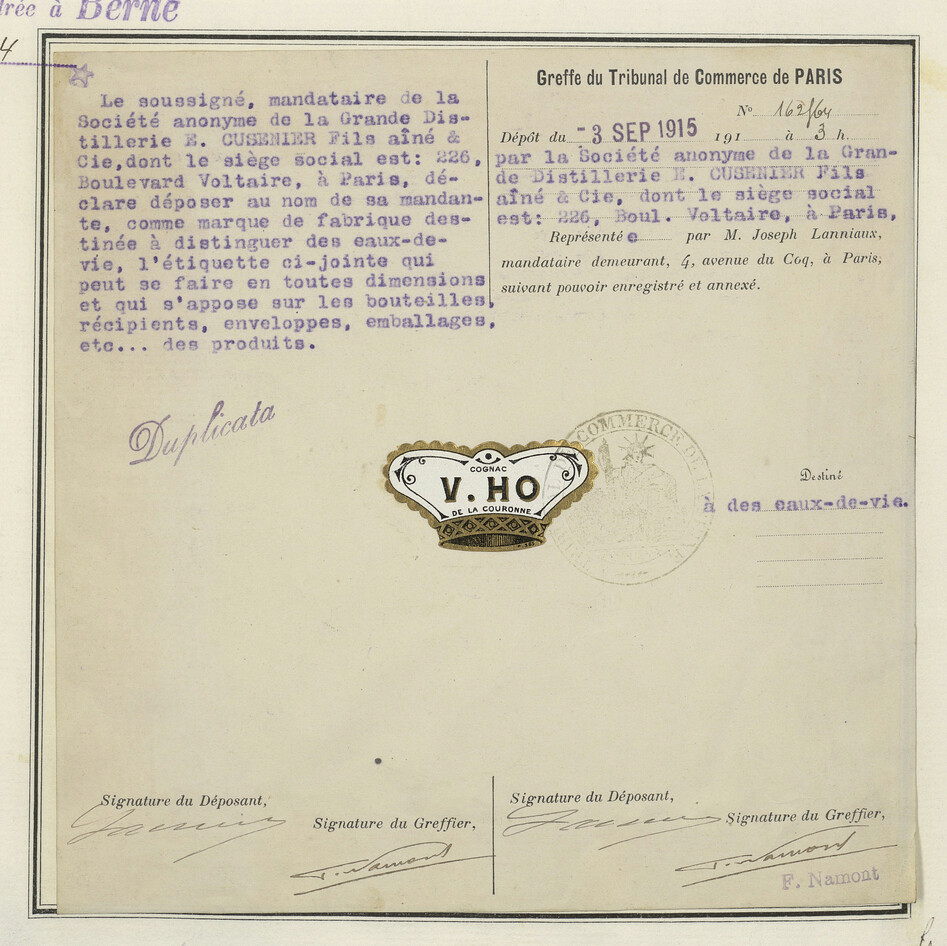 Berne
4
Le soussigné, mandataire de la
Société anonyme de la Grande Dis-
tillerie E. CUSENIER Fils aîné &
Cie,dont le siège social est: 226,
Boulevard Voltaire, à Paris, dé-
clare déposer au nom de sa mandan-
te, comme marque de fabrique des-
tinée à distinguer des eaux-de-
vie, l'étiquette ci-jointe qui
peut se faire en toutes dimensions
et qui s'appose sur les bouteilles,
récipients, enveloppes, emballages,
etc... des produits.
Duplicata
Greffe du Tribunal de Commerce de PARIS
No 162964
Dépôt du - 3 SEP 1915 191 à 3 h.
par la Société anonyme de la Gran-
de Distillerie E. CUSENIER Fils
aîné & Cie, dont le siège social
est: 226, Boul. Voltaire, à Paris,
Représentée par M. Joseph Lanniaux,
mandataire demeurant, 4, avenue du Coq, à Paris,
suivant pouvoir enregistré et annexé.
COGNAC
V. HO
DE LA COURONNE
COMMERCE DE
Destiné
à des eaux-de-vie.
Signature du Déposant,
Signature du Greffier,
F. Namont
Signature du Déposant,
Signature du Greffier,
F. Namont
F. Namont